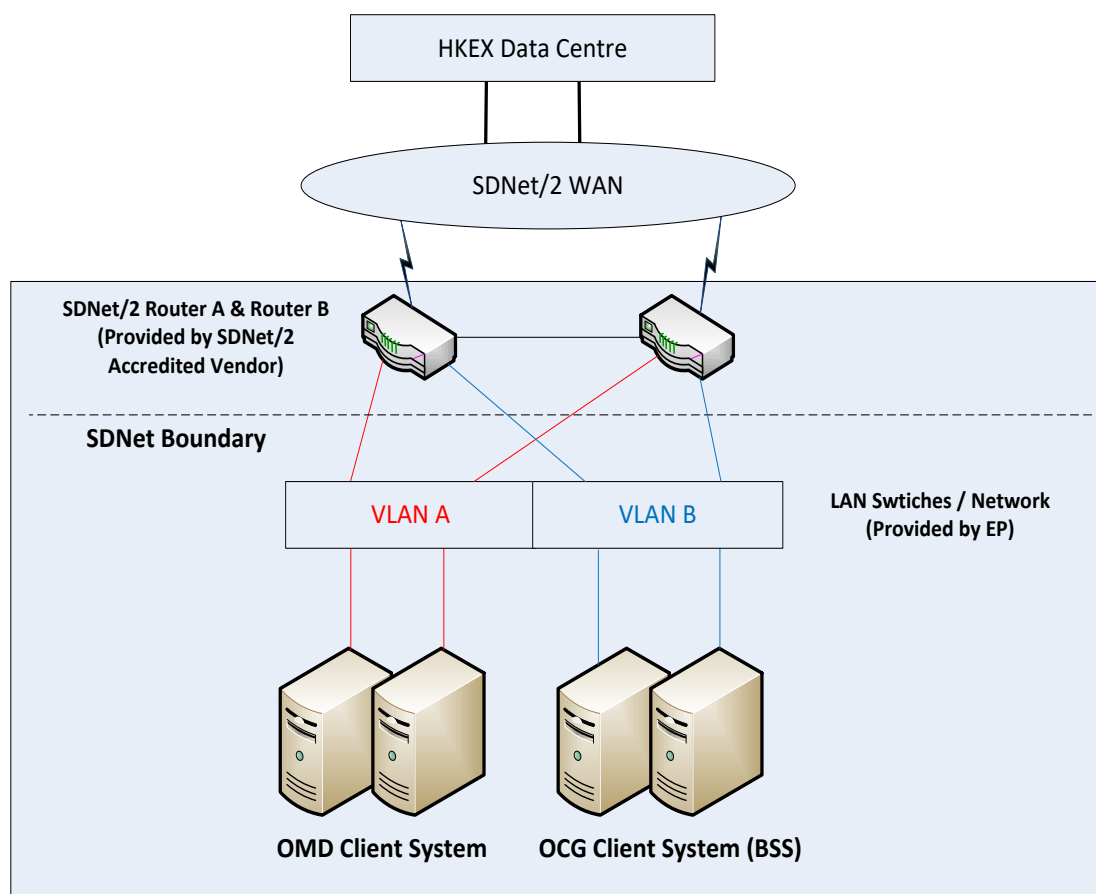 HKEX Data Centre
SDNet/2 WAN
SDNet/2 Router A & Router B
(Provided by SDNet/2
Accredited Vendor)
SDNet Boundary
VLAN A
VLAN B
LAN Swtiches / Network
(Provided by EP)
OMD Client System
OCG Client System (BSS)